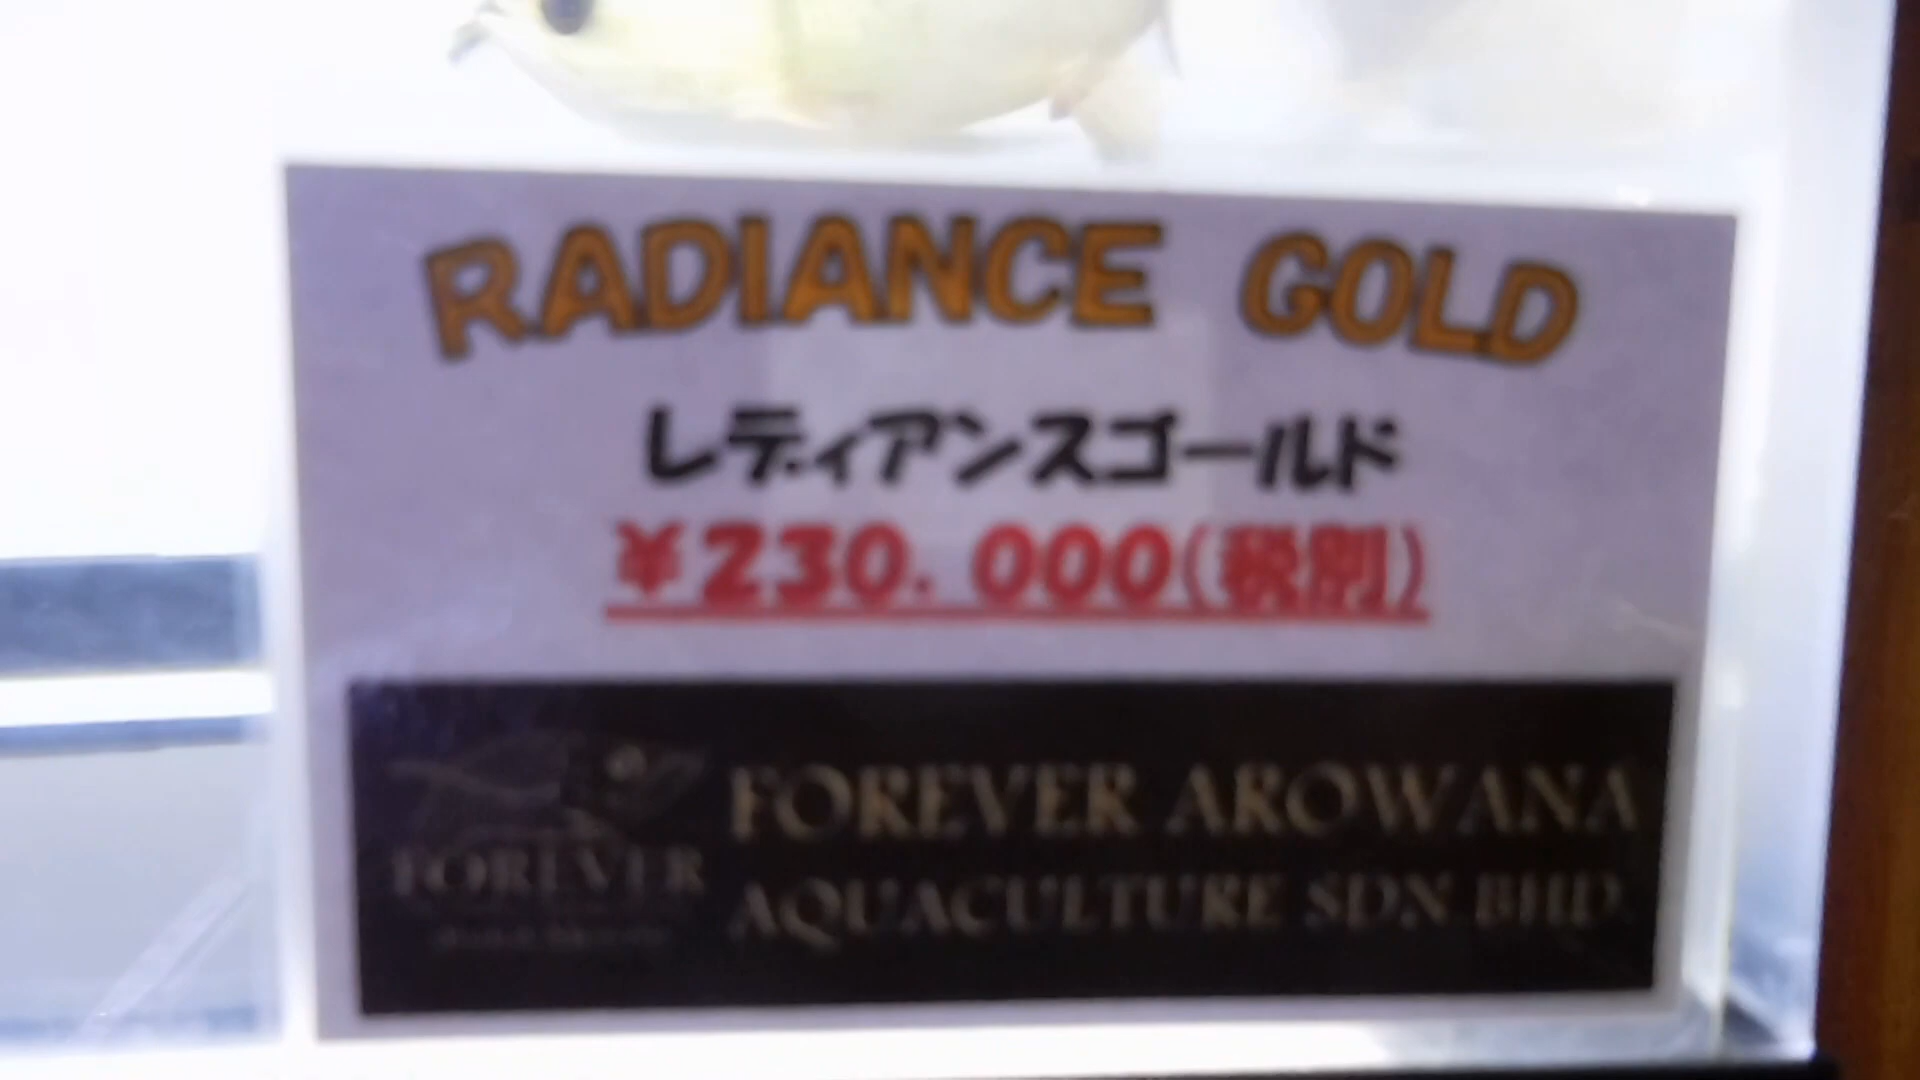 RADIANCE GOLD
レディアンスゴールド
¥230.000(税別)
FOREVER
FOREVER AROWANA
AQUACULTURE SDN BHD